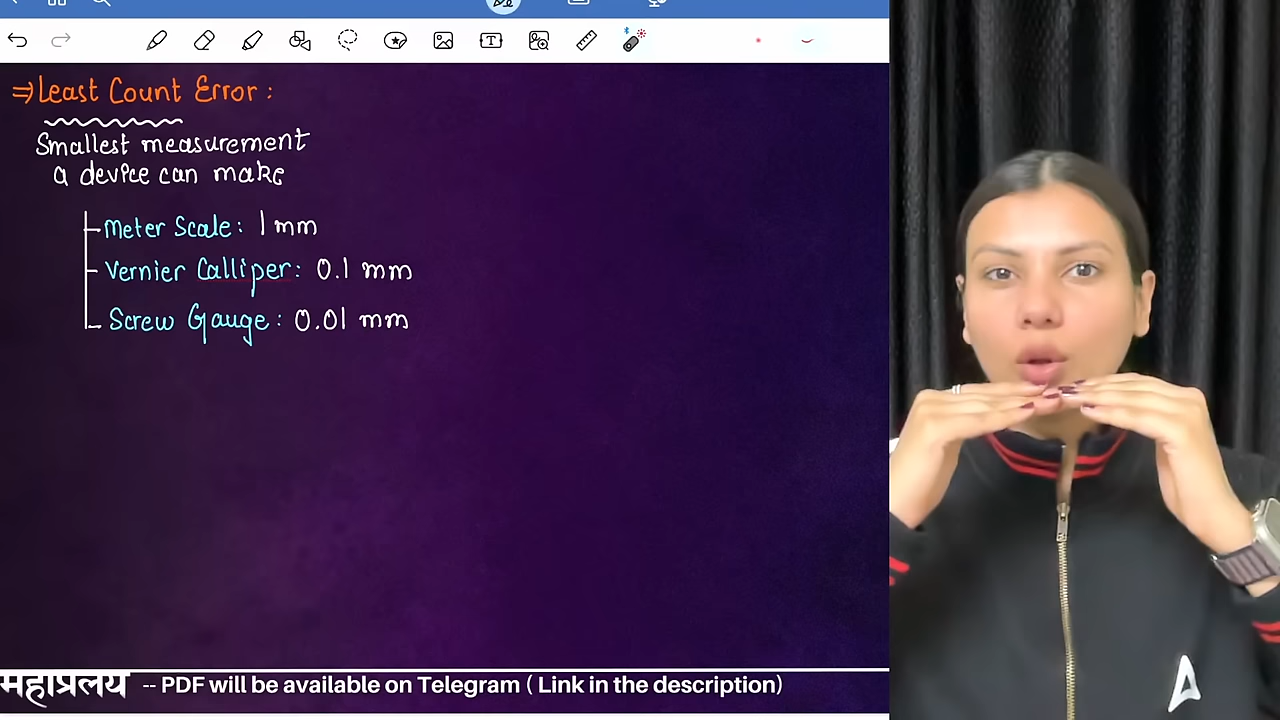 ⇒ Least Count Error :
Smallest measurement
a device can make
Meter Scale: 1 mm
Vernier Calliper: 0.1 mm
Screw Gauge: 0.01 mm
महाप्रलय -- PDF will be available on Telegram ( Link in the description)